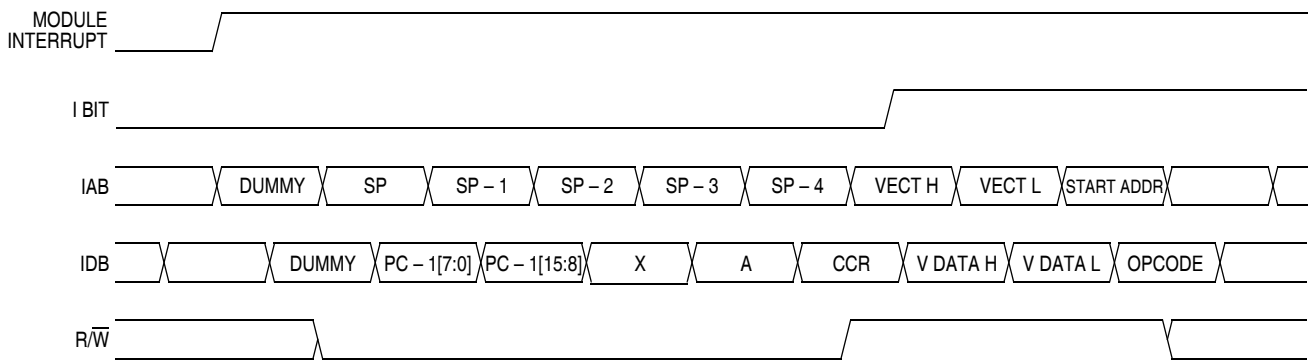 MODULE
INTERRUPT
I BIT
IAB DUMMY SP SP – 1 SP – 2 SP – 3 SP – 4 VECT H VECT L START ADDR
IDB DUMMY PC – 1[7:0] PC – 1[15:8] X A CCR V DATA H V DATA L OPCODE
R/W̅